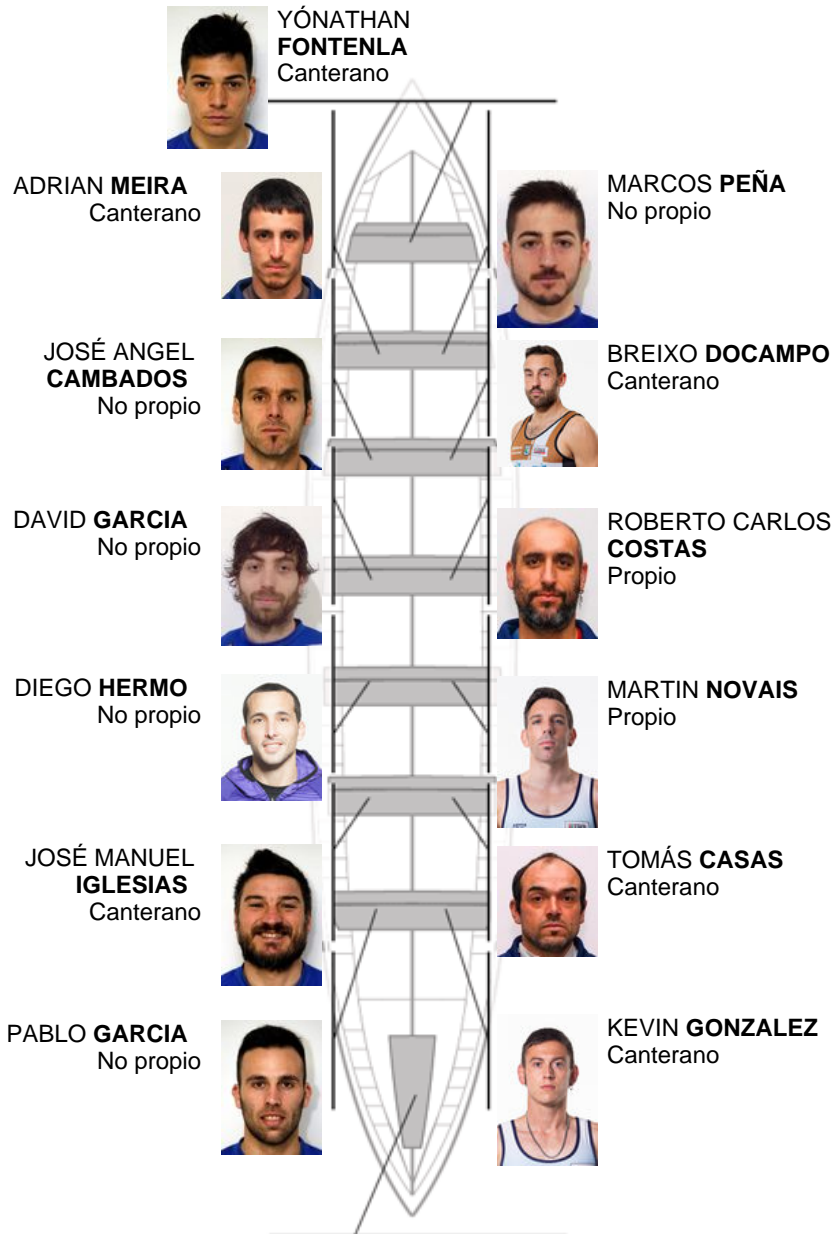 YÓNATHAN
FONTENLA
Canterano
ADRIAN MEIRA
Canterano
MARCOS PEÑA
No propio
JOSÉ ANGEL
CAMBADOS
No propio
BREIXO DOCAMPO
Canterano
DAVID GARCIA
No propio
ROBERTO CARLOS
COSTAS
Propio
DIEGO HERMO
No propio
MARTIN NOVAIS
Propio
JOSÉ MANUEL
IGLESIAS
Canterano
TOMÁS CASAS
Canterano
PABLO GARCIA
No propio
KEVIN GONZALEZ
Canterano